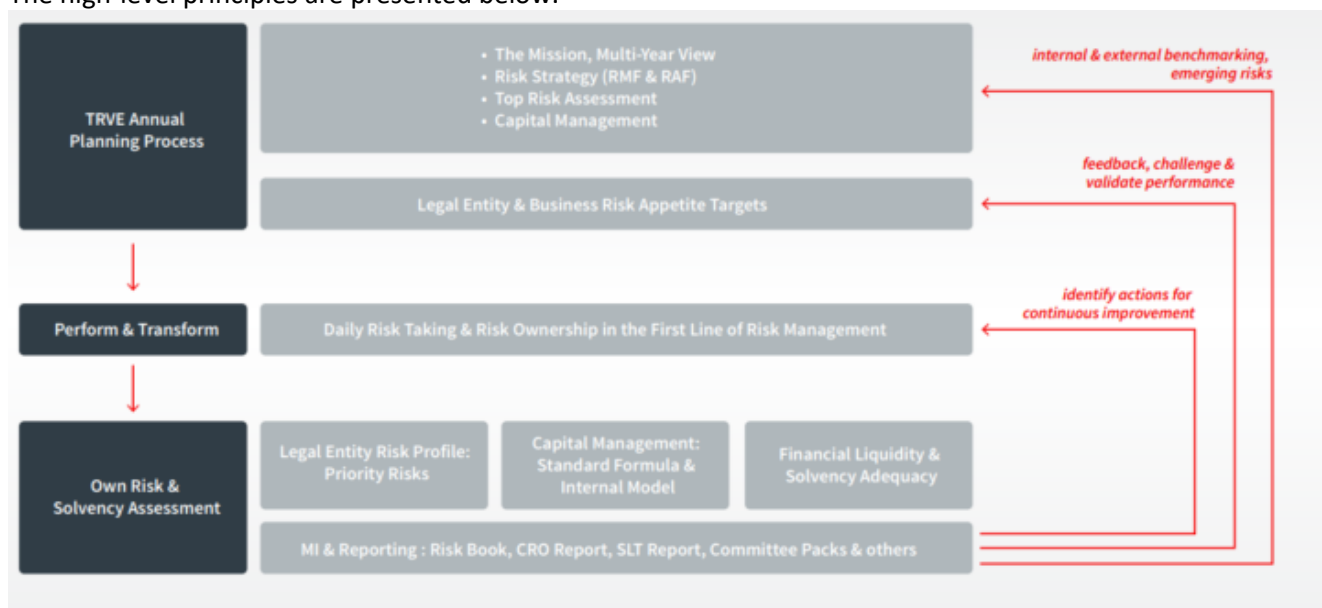 The high-level principles are presented below:
TRVE Annual
Planning Process
• The Mission, Multi-Year View
• Risk Strategy (RMF & RAF)
• Top Risk Assessment
• Capital Management
internal & external benchmarking,
emerging risks
Legal Entity & Business Risk Appetite Targets
feedback, challenge &
validate performance
Perform & Transform
Daily Risk Taking & Risk Ownership in the First Line of Risk Management
identify actions for
continuous improvement
Own Risk &
Solvency Assessment
Legal Entity Risk Profile:
Priority Risks
Capital Management:
Standard Formula &
Internal Model
Financial Liquidity &
Solvency Adequacy
MI & Reporting : Risk Book, CRO Report, SLT Report, Committee Packs & others